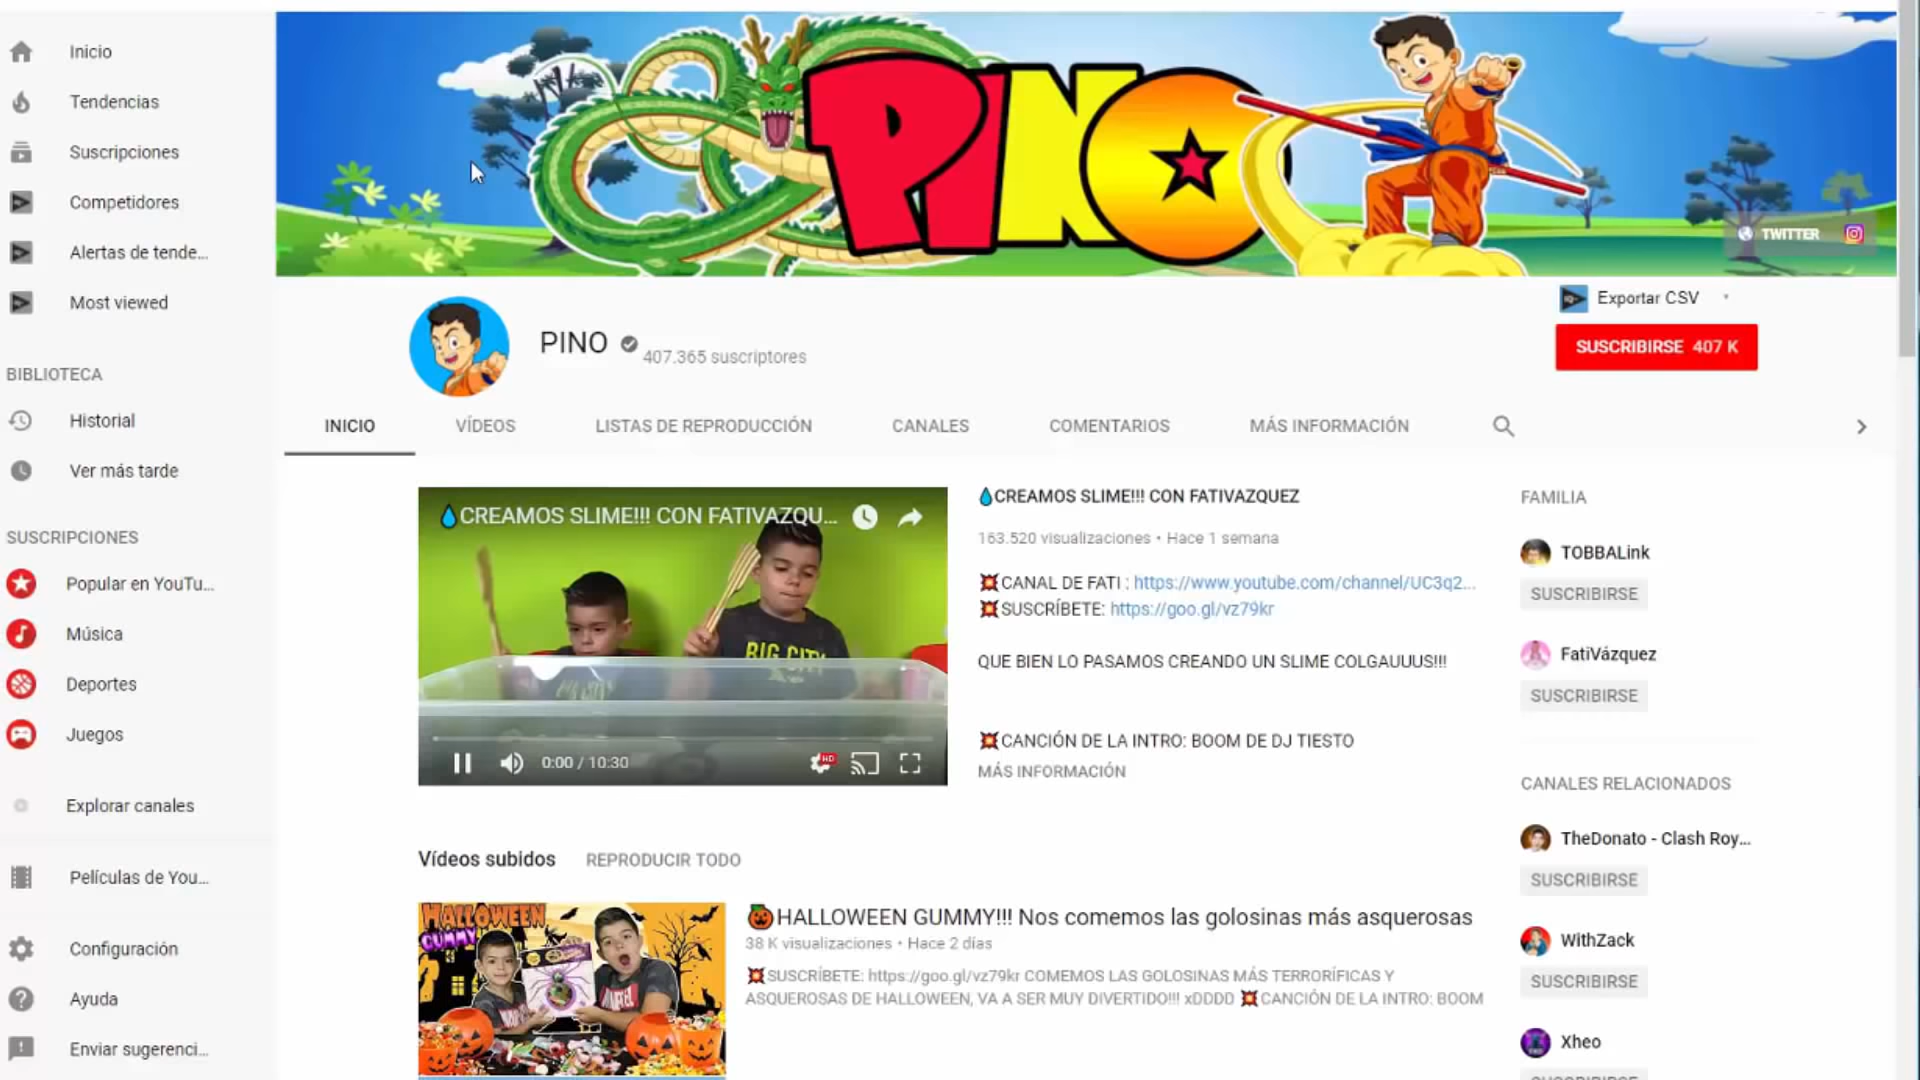 Inicio
Tendencias
Suscripciones
Competidores
Alertas de tende...
Most viewed
BIBLIOTECA
Historial
Ver más tarde
SUSCRIPCIONES
Popular en YouTu...
Música
Deportes
Juegos
Explorar canales
Películas de You...
Configuración
Ayuda
Enviar sugerenci...
PINO
TWITTER
PINO
407.365 suscriptores
Exportar CSV
SUSCRIBIRSE 407 K
INICIO VÍDEOS LISTAS DE REPRODUCCIÓN CANALES COMENTARIOS MÁS INFORMACIÓN
💧CREAMOS SLIME!!! CON FATIVAZQU...
BIG CITY
0:00 / 10:30
HD
💧CREAMOS SLIME!!! CON FATIVAZQUEZ
163.520 visualizaciones • Hace 1 semana
💥CANAL DE FATI : https://www.youtube.com/channel/UC3q2...
💥SUSCRÍBETE: https://goo.gl/vz79kr
QUE BIEN LO PASAMOS CREANDO UN SLIME COLGAUUUS!!!
💥CANCIÓN DE LA INTRO: BOOM DE DJ TIESTO
MÁS INFORMACIÓN
Vídeos subidos REPRODUCIR TODO
HALLOWEEN
GUMMY
🎃HALLOWEEN GUMMY!!! Nos comemos las golosinas más asquerosas
38 K visualizaciones • Hace 2 días
💥SUSCRÍBETE: https://goo.gl/vz79kr COMEMOS LAS GOLOSINAS MÁS TERRORÍFICAS Y
ASQUEROSAS DE HALLOWEEN, VA A SER MUY DIVERTIDO!!! xDDDD 💥CANCIÓN DE LA INTRO: BOOM
FAMILIA
TOBBALink
SUSCRIBIRSE
FatiVázquez
SUSCRIBIRSE
CANALES RELACIONADOS
TheDonato - Clash Roy...
SUSCRIBIRSE
WithZack
SUSCRIBIRSE
Xheo
SUSCRIBIRSE